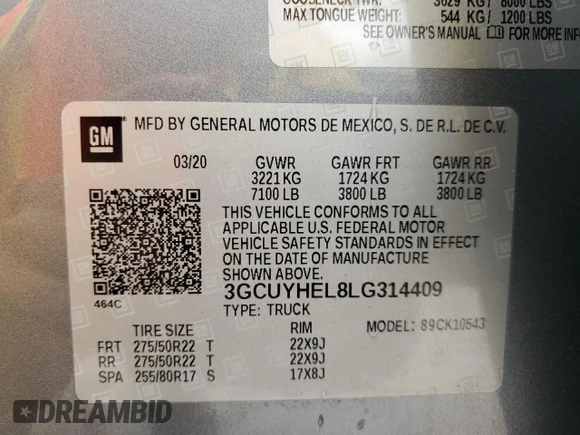 GOOSENECK TRLR WEIGHT: 3629 KG/ 8000 LBS
MAX TONGUE WEIGHT: 544 KG/ 1200 LBS
SEE OWNER'S MANUAL FOR MORE
GM
MFD BY GENERAL MOTORS DE MEXICO, S. DE R.L. DE C.V.
03/20 GVWR GAWR FRT GAWR RR
3221 KG 1724 KG 1724 KG
7100 LB 3800 LB 3800 LB
THIS VEHICLE CONFORMS TO ALL
APPLICABLE U.S. FEDERAL MOTOR
VEHICLE SAFETY STANDARDS IN EFFECT
ON THE DATE OF MANUFACTURE
SHOWN ABOVE.
464C
3GCUYHEL8LG314409
TYPE: TRUCK MODEL: 89CK10543
TIRE SIZE RIM
FRT 275/50R22 T 22X9J
RR 275/50R22 T 22X9J
SPA 255/80R17 S 17X8J
DREAMBID